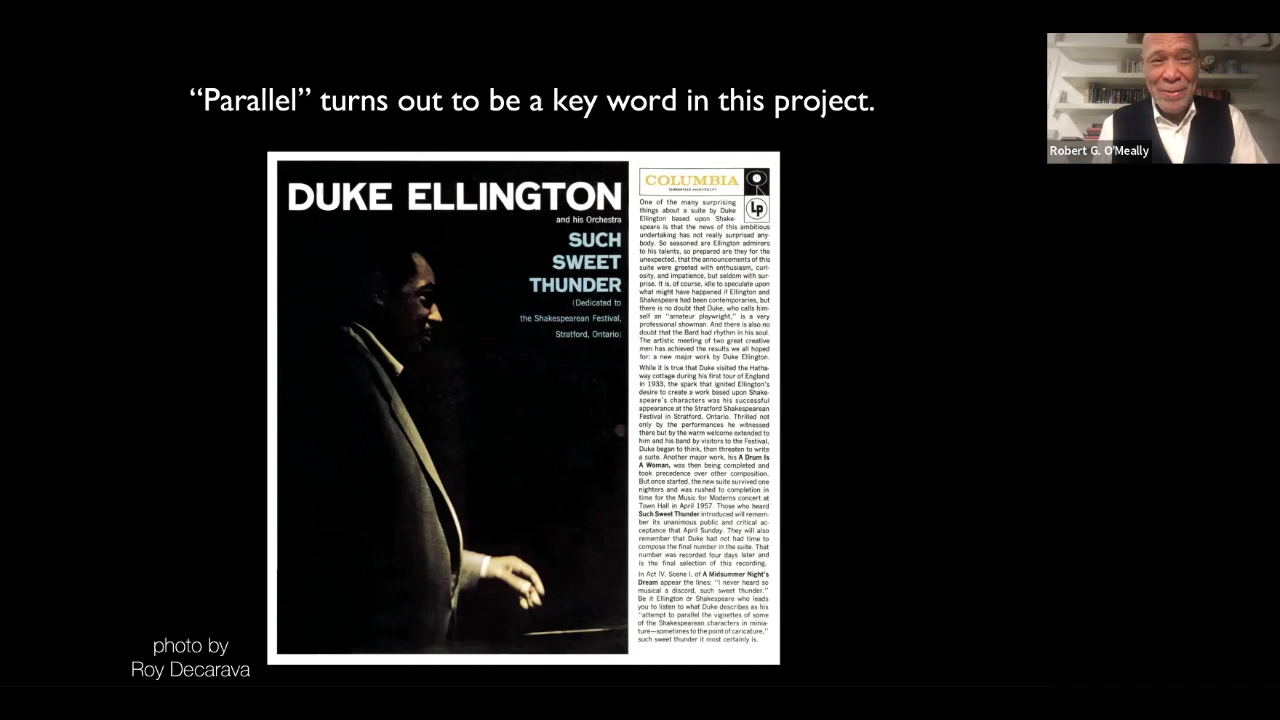 “Parallel” turns out to be a key word in this project.
Robert G. O'Meally
DUKE ELLINGTON
and his Orchestra
SUCH
SWEET
THUNDER
(Dedicated to
the Shakespearean Festival,
Stratford, Ontario)
COLUMBIA
GUARANTEED HIGH FIDELITY
Lp
One of the many surprising
things about a suite by Duke
Ellington based upon Shake-
speare is that the news of this ambitious
undertaking has not really surprised any-
body. So seasoned are Ellington admirers
to his talents, so prepared are they for the
unexpected, that the announcements of this
suite were greeted with enthusiasm, curi-
osity, and impatience, but seldom with sur-
prise. It is, of course, idle to speculate upon
what might have happened if Ellington and
Shakespeare had been contemporaries, but
there is no doubt that Duke, who calls him-
self an “amateur playwright,” is a very
professional showman. And there is also no
doubt that the Bard had rhythm in his soul.
The artistic meeting of two great creative
men has achieved the results we all hoped
for: a new major work by Duke Ellington.
While it is true that Duke visited the Hatha-
way cottage during his first tour of England
in 1933, the spark that ignited Ellington's
desire to create a work based upon Shake-
speare's characters was his successful
appearance at the Stratford Shakespearean
Festival in Stratford, Ontario. Thrilled not
only by the performances he witnessed
there but by the warm welcome extended to
him and his band by visitors to the Festival,
Duke began to think, then threaten to write
a suite. Another major work, his A Drum Is
A Woman, was then being completed and
took precedence over other composition.
But once started, the new suite survived one
nighters and was rushed to completion in
time for the Music for Moderns concert at
Town Hall in April 1957. Those who heard
Such Sweet Thunder introduced will remem-
ber its unanimous public and critical ac-
ceptance that April Sunday. They will also
remember that Duke had not had time to
compose the final number in the suite. That
number was recorded four days later and
is the final selection of this recording.
In Act IV, Scene I, of A Midsummer Night's
Dream appear the lines: “I never heard so
musical a discord, such sweet thunder.”
Be it Ellington or Shakespeare who leads
you to listen to what Duke describes as his
“attempt to parallel the vignettes of some
of the Shakespearean characters in minia-
ture—sometimes to the point of caricature,”
such sweet thunder it most certainly is.
photo by
Roy Decarava